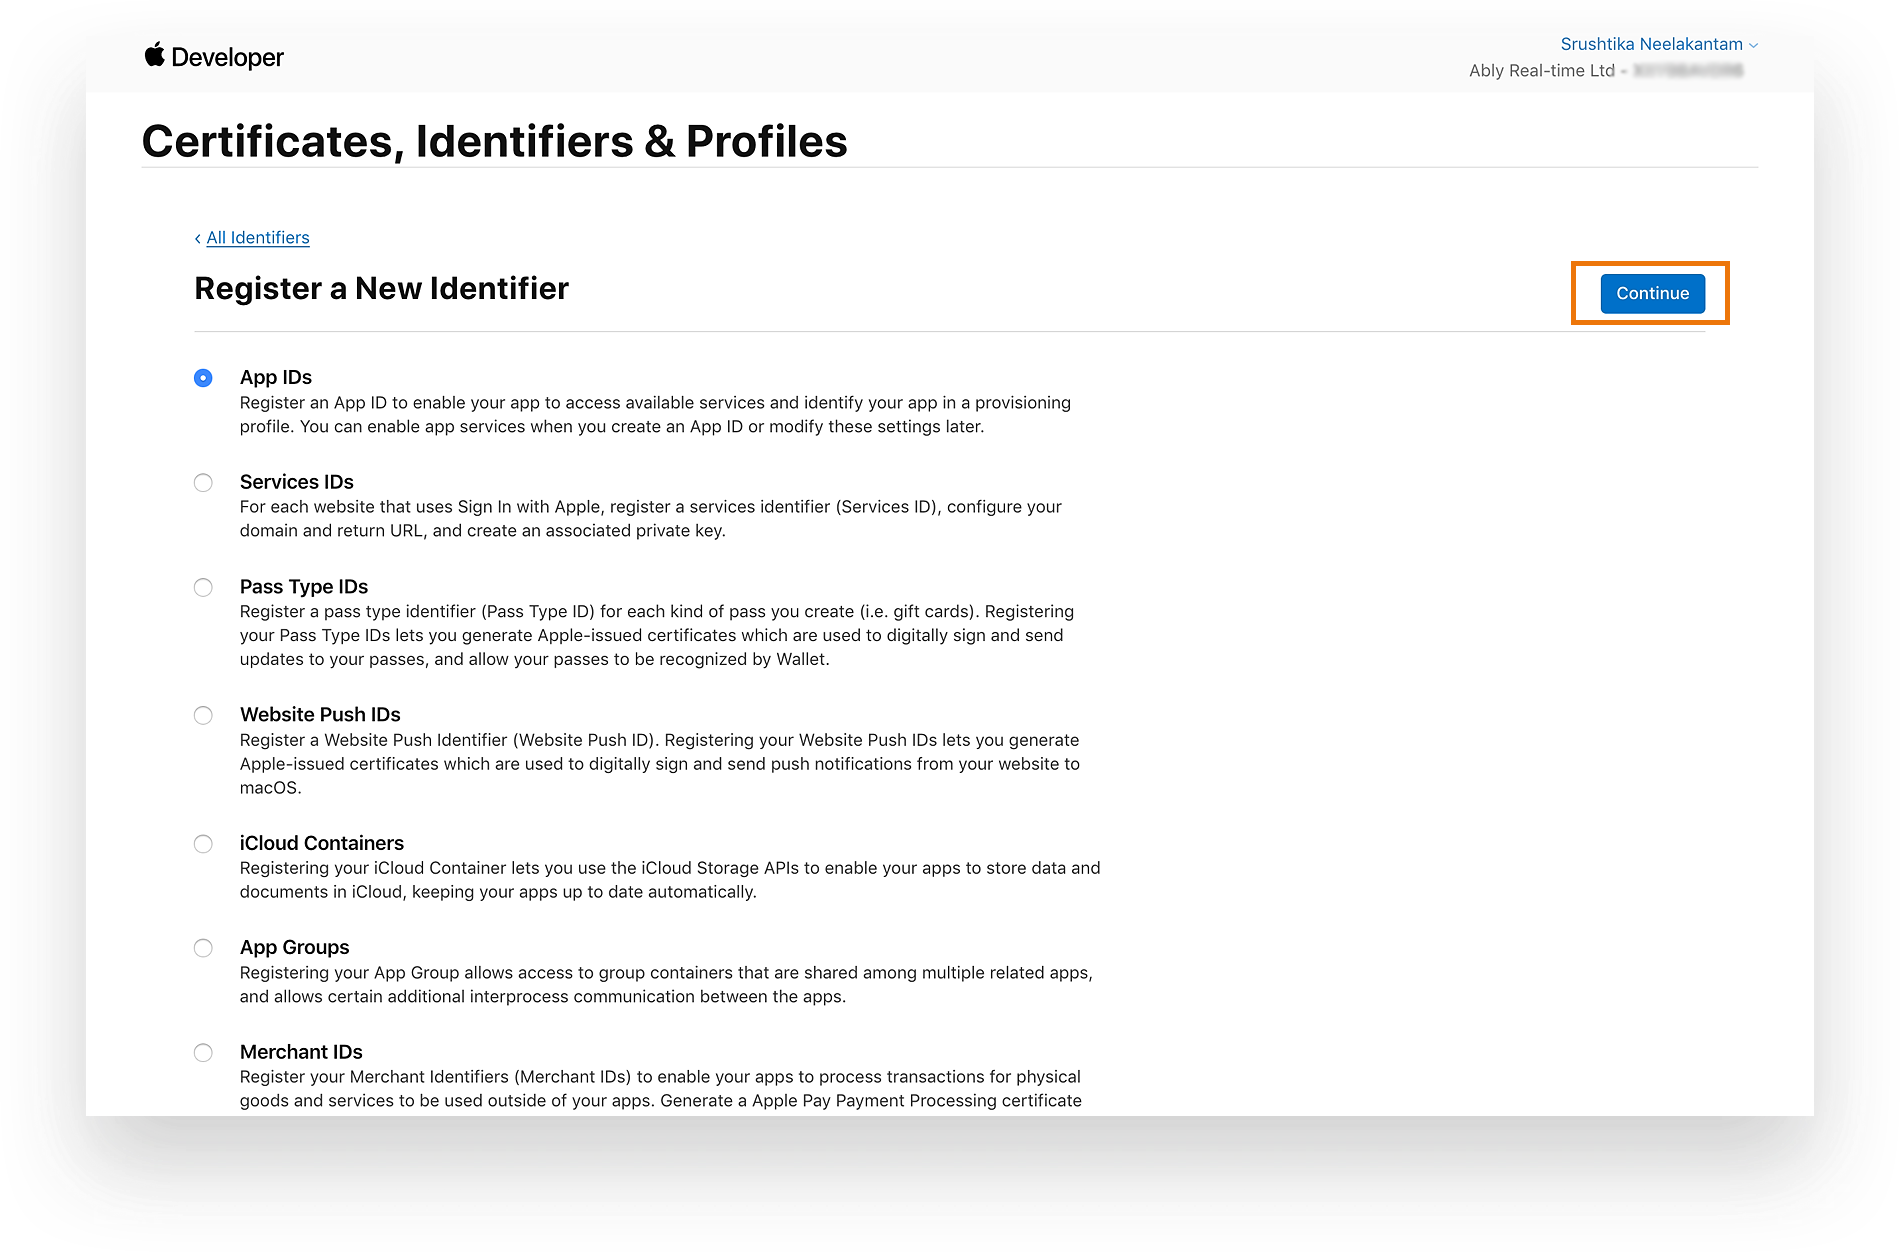 Developer
Srushtika Neelakantam
Ably Real-time Ltd -
Certificates, Identifiers & Profiles
‹ All Identifiers
Register a New Identifier
Continue
App IDs
Register an App ID to enable your app to access available services and identify your app in a provisioning
profile. You can enable app services when you create an App ID or modify these settings later.
Services IDs
For each website that uses Sign In with Apple, register a services identifier (Services ID), configure your
domain and return URL, and create an associated private key.
Pass Type IDs
Register a pass type identifier (Pass Type ID) for each kind of pass you create (i.e. gift cards). Registering
your Pass Type IDs lets you generate Apple-issued certificates which are used to digitally sign and send
updates to your passes, and allow your passes to be recognized by Wallet.
Website Push IDs
Register a Website Push Identifier (Website Push ID). Registering your Website Push IDs lets you generate
Apple-issued certificates which are used to digitally sign and send push notifications from your website to
macOS.
iCloud Containers
Registering your iCloud Container lets you use the iCloud Storage APIs to enable your apps to store data and
documents in iCloud, keeping your apps up to date automatically.
App Groups
Registering your App Group allows access to group containers that are shared among multiple related apps,
and allows certain additional interprocess communication between the apps.
Merchant IDs
Register your Merchant Identifiers (Merchant IDs) to enable your apps to process transactions for physical
goods and services to be used outside of your apps. Generate a Apple Pay Payment Processing certificate